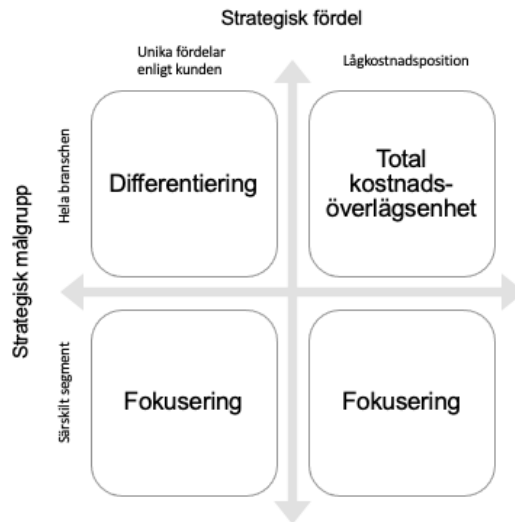 Strategisk fördel
Unika fördelar
enligt kunden
Lågkostnadsposition
Strategisk målgrupp
Hela branschen
Differentiering
Total
kostnads-
överlägsenhet
Särskilt segment
Fokusering
Fokusering